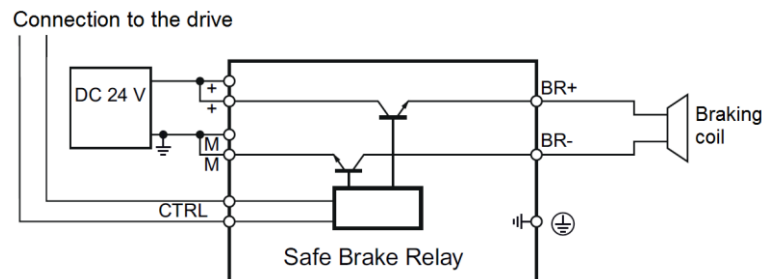 Connection to the drive
DC 24 V
+
+
BR+
Braking
coil
M
M
BR-
CTRL
Safe Brake Relay